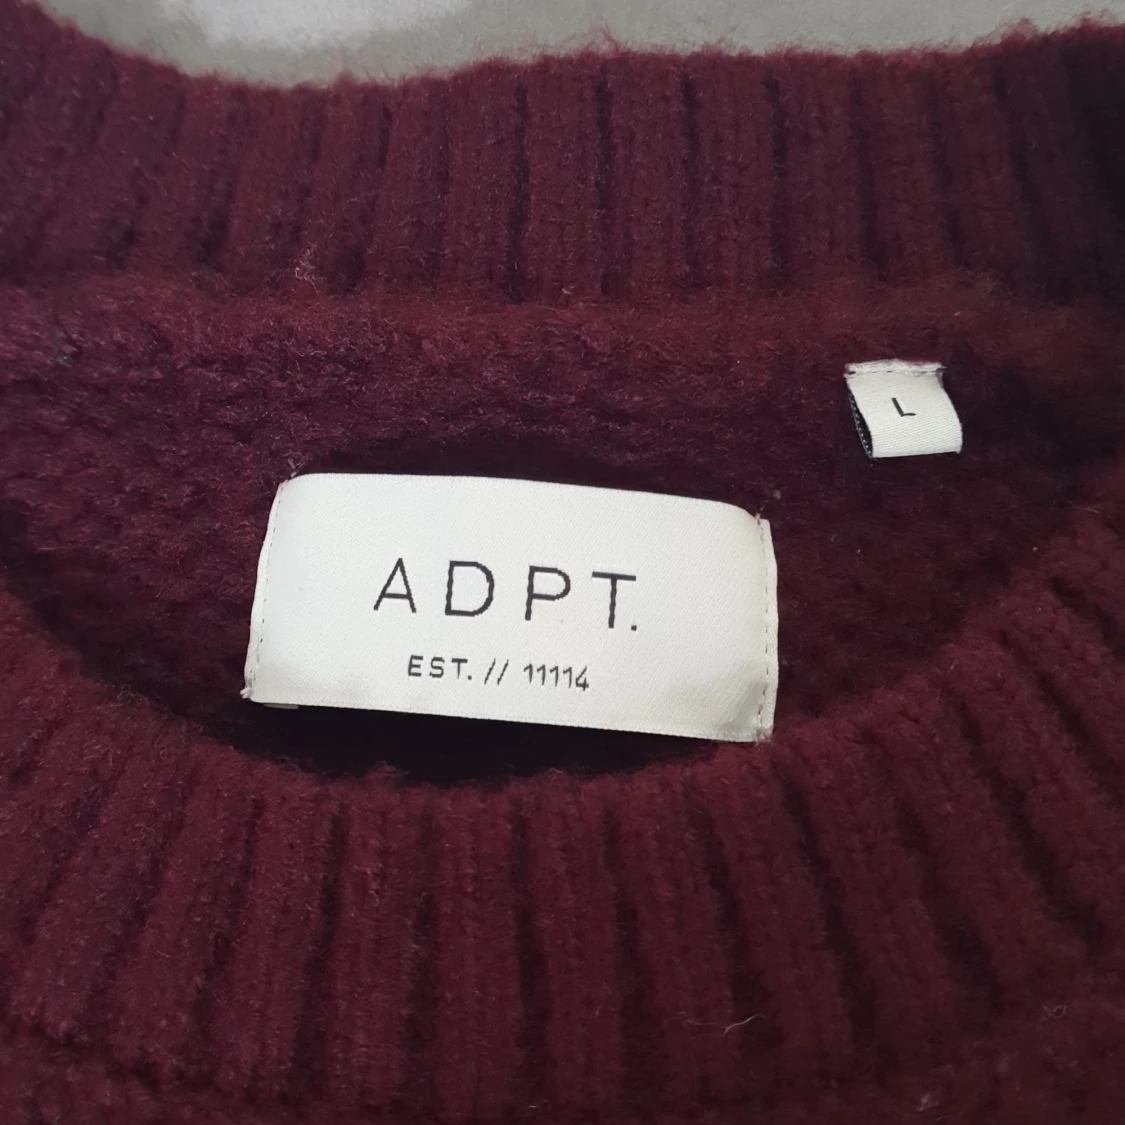 L
ADPT.
EST. // 11114